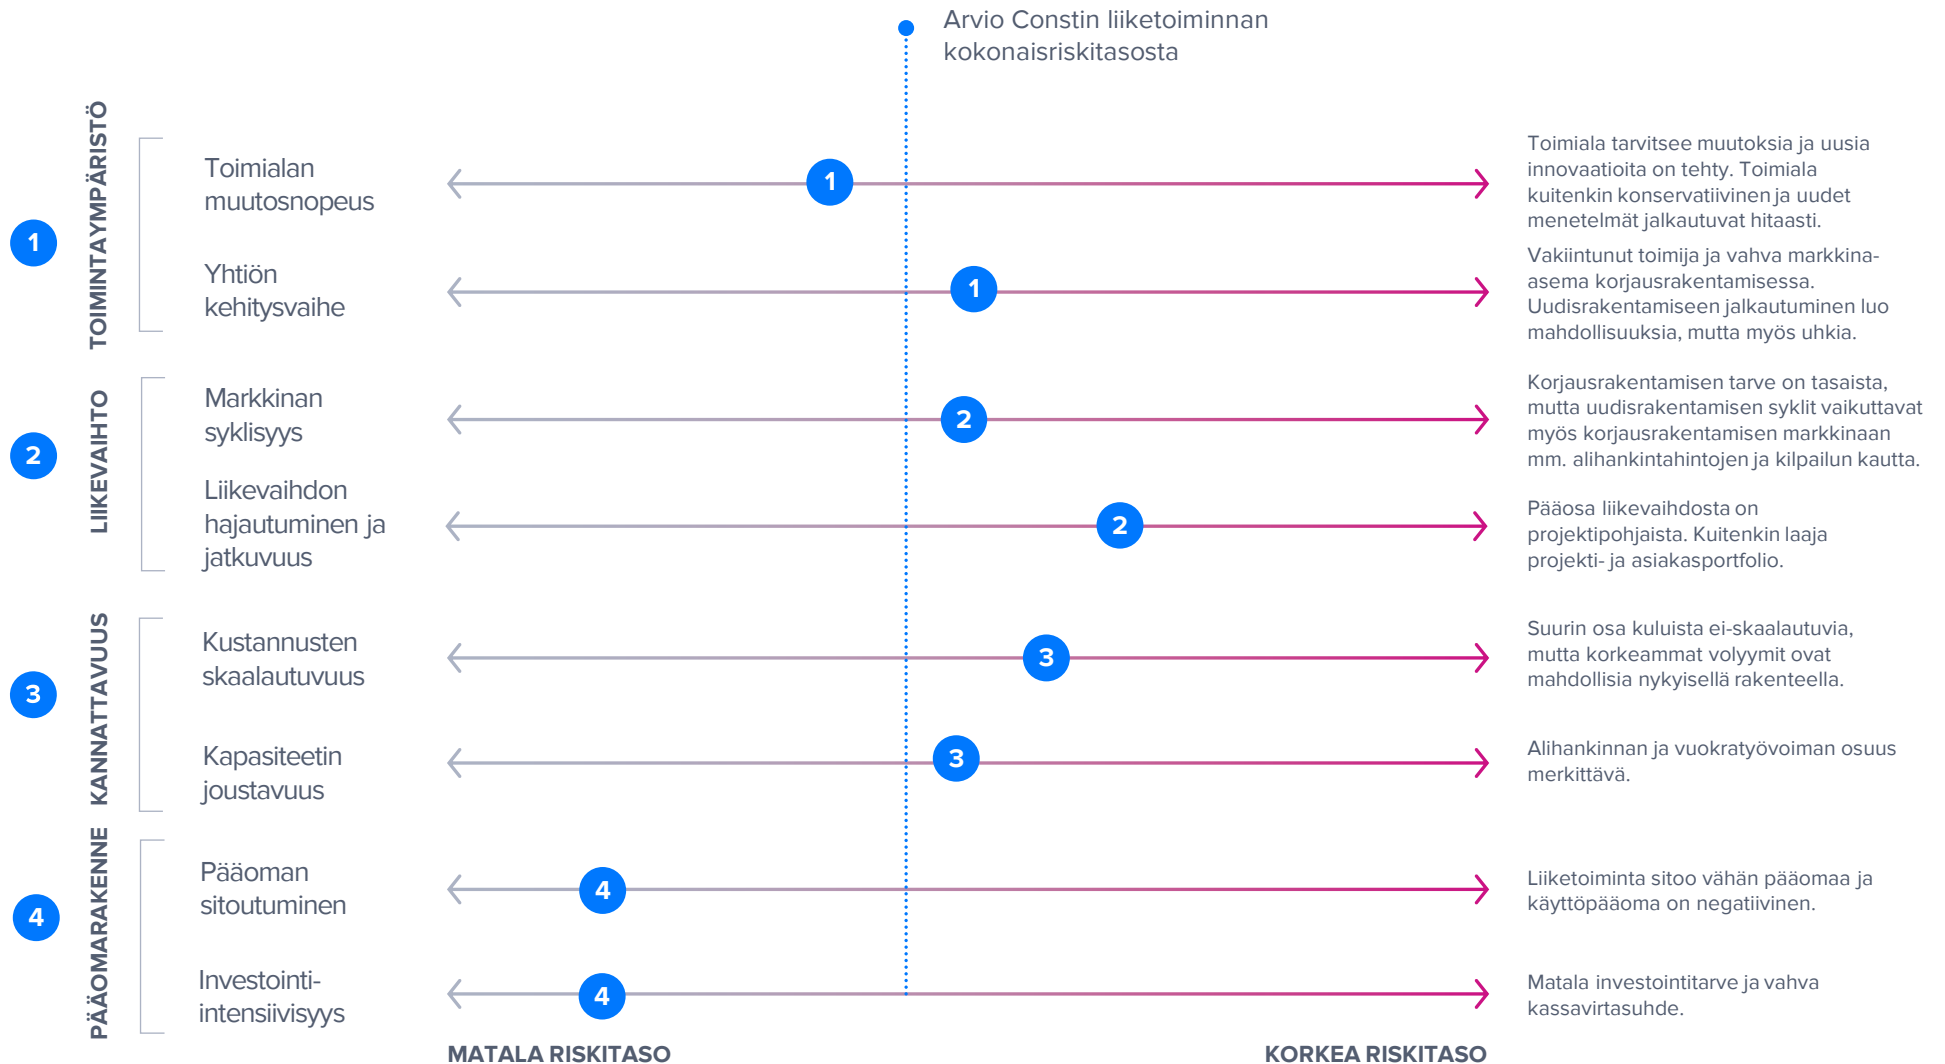 Arvio Constin liiketoiminnan
kokonaisriskitasosta
TOIMINTAYMPÄRISTÖ
1
Toimialan
muutosnopeus
1
Toimiala tarvitsee muutoksia ja uusia
innovaatioita on tehty. Toimiala
kuitenkin konservatiivinen ja uudet
menetelmät jalkautuvat hitaasti.
Yhtiön
kehitysvaihe
1
Vakiintunut toimija ja vahva markkina-
asema korjausrakentamisessa.
Uudisrakentamiseen jalkautuminen luo
mahdollisuuksia, mutta myös uhkia.
LIIKEVAIHTO
2
Markkinan
syklisyys
2
Korjausrakentamisen tarve on tasaista,
mutta uudisrakentamisen syklit vaikuttavat
myös korjausrakentamisen markkinaan
mm. alihankintahintojen ja kilpailun kautta.
Liikevaihdon
hajautuminen ja
jatkuvuus
2
Pääosa liikevaihdosta on
projektipohjaista. Kuitenkin laaja
projekti- ja asiakasportfolio.
KANNATTAVUUS
3
Kustannusten
skaalautuvuus
3
Suurin osa kuluista ei-skaalautuvia,
mutta korkeammat volyymit ovat
mahdollisia nykyisellä rakenteella.
Kapasiteetin
joustavuus
3
Alihankinnan ja vuokratyövoiman osuus
merkittävä.
PÄÄOMARAKENNE
4
Pääoman
sitoutuminen
4
Liiketoiminta sitoo vähän pääomaa ja
käyttöpääoma on negatiivinen.
Investointi-
intensiivisyys
4
Matala investointitarve ja vahva
kassavirtasuhde.
MATALA RISKITASO
KORKEA RISKITASO